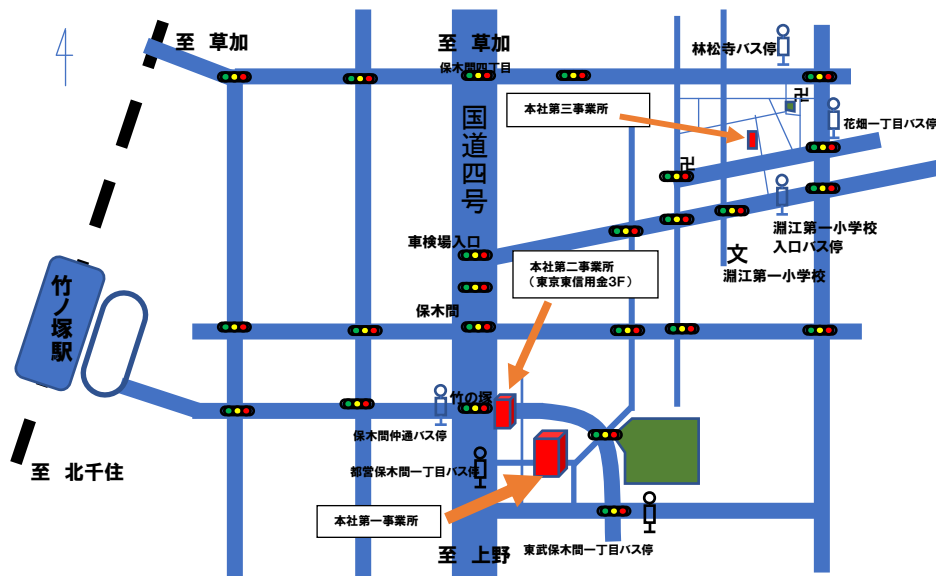 至 草加
至 草加
林松寺バス停
保木間四丁目
卍
本社第三事業所
花畑一丁目バス停
国道四号
卍
車検場入口
淵江第一小学校
入口バス停
文
淵江第一小学校
本社第二事業所
(東京東信用金3F)
保木間
竹ノ塚駅
竹の塚
保木間仲通バス停
都営保木間一丁目バス停
至 北千住
本社第一事業所
至 上野
東武保木間一丁目バス停